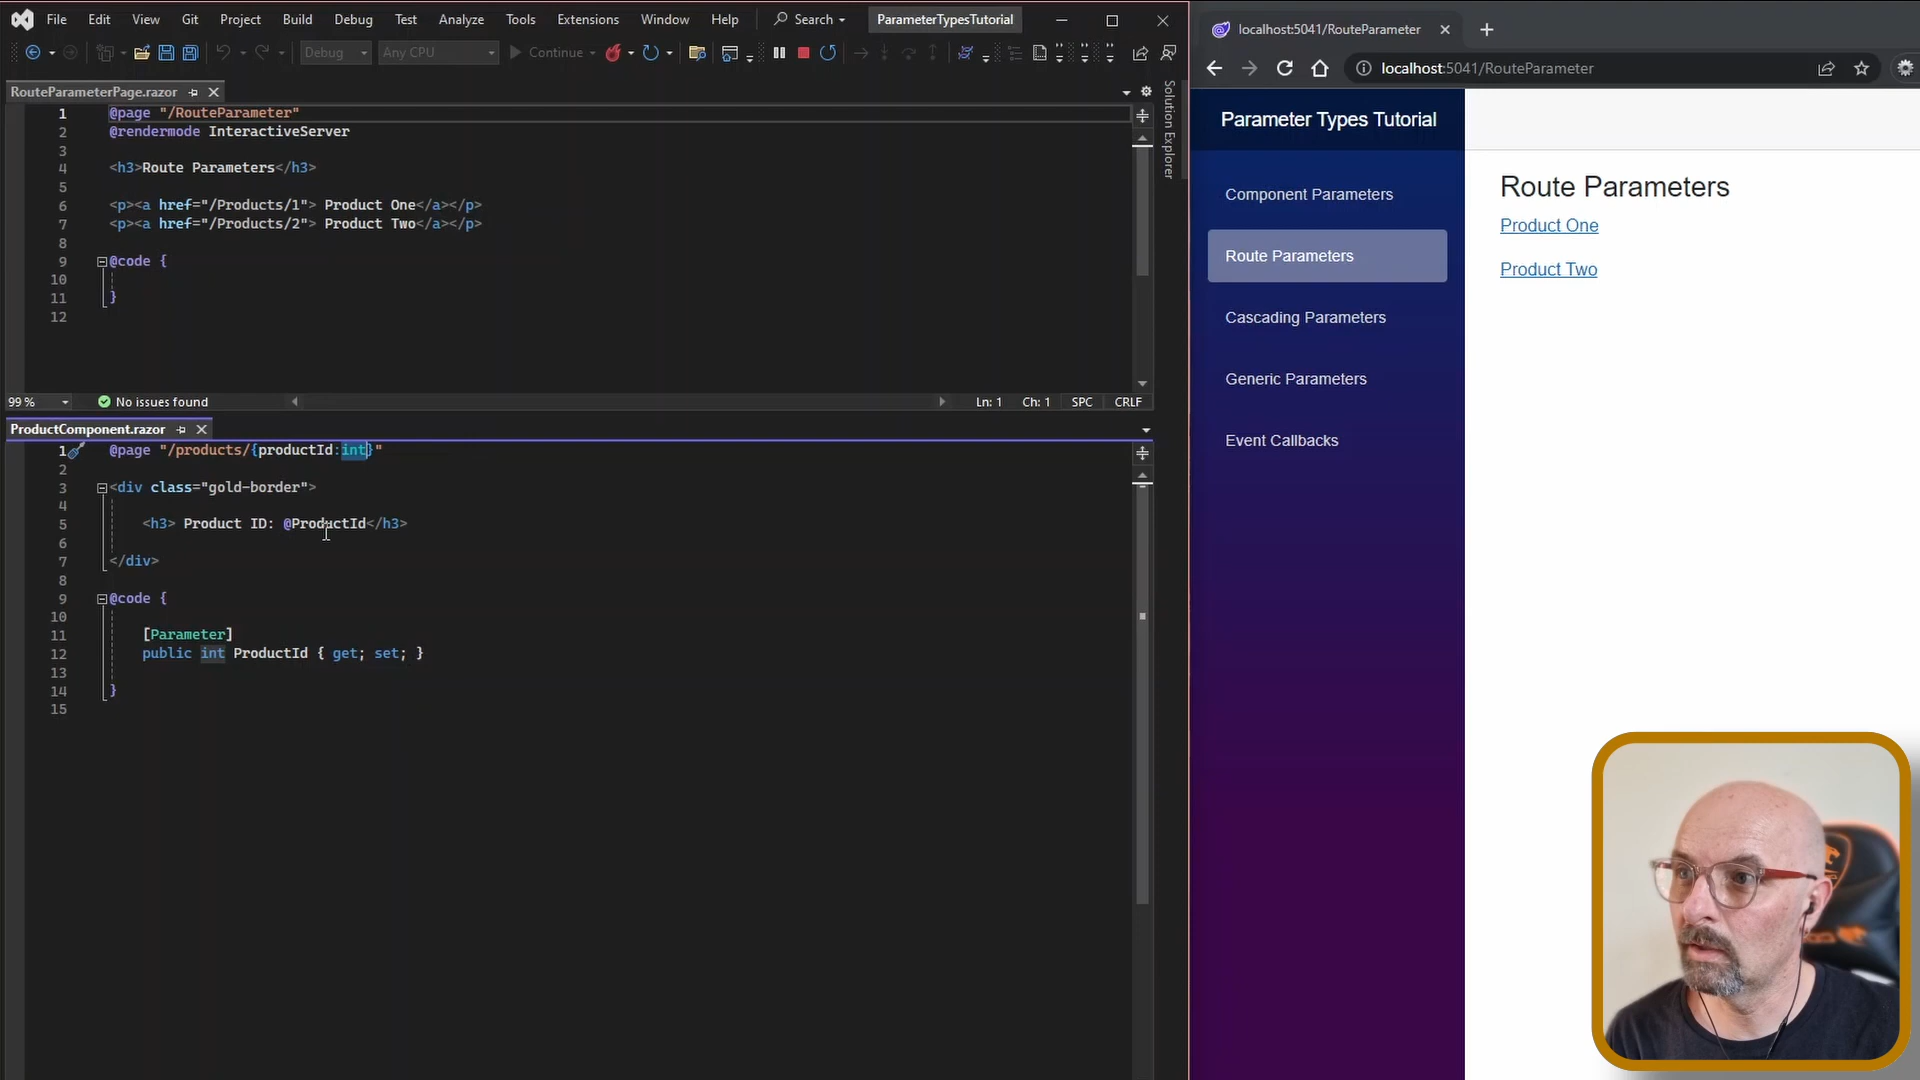 File Edit View Git Project Build Debug Test Analyze Tools Extensions Window Help Search ParameterTypesTutorial
Debug Any CPU Continue
RouteParameterPage.razor
1 @page "/RouteParameter"
2 @rendermode InteractiveServer
3
4 <h3>Route Parameters</h3>
5
6 <p><a href="/Products/1"> Product One</a></p>
7 <p><a href="/Products/2"> Product Two</a></p>
8
9 @code {
10
11 }
12
99 % No issues found Ln: 1 Ch: 1 SPC CRLF
ProductComponent.razor
1 @page "/products/{productId:int}"
2
3 <div class="gold-border">
4
5 <h3> Product ID: @ProductId</h3>
6
7 </div>
8
9 @code {
10
11 [Parameter]
12 public int ProductId { get; set; }
13
14 }
15
Solution Explorer
localhost:5041/RouteParameter
localhost:5041/RouteParameter
Parameter Types Tutorial
Component Parameters
Route Parameters
Cascading Parameters
Generic Parameters
Event Callbacks
Route Parameters
Product One
Product Two